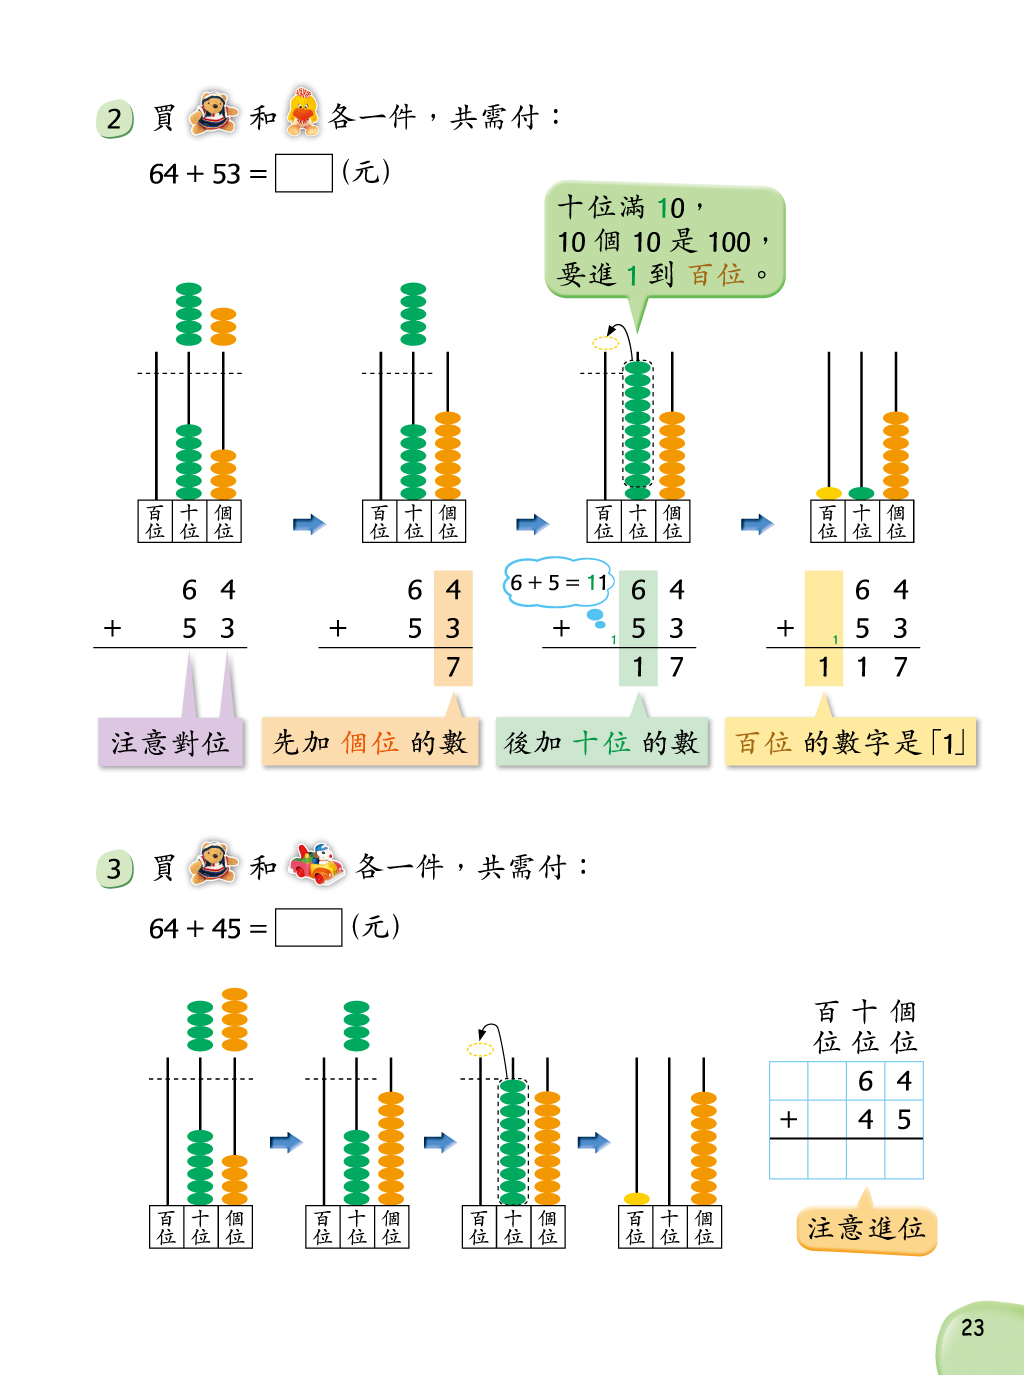 2 買 和 各一件，共需付：
64 + 53 = (元)
十位滿 10，
10 個 10 是 100，
要進 1 到 百位。
百位 十位 個位
百位 十位 個位
百位 十位 個位
百位 十位 個位
6 4
+ 5 3
注意對位
6 4
+ 5 3
7
先加 個位 的數
6 + 5 = 11
6 4
+ 1 5 3
1 7
後加 十位 的數
6 4
+ 1 5 3
1 1 7
百位 的數字是「1」
3 買 和 各一件，共需付：
64 + 45 = (元)
百位 十位 個位
百位 十位 個位
百位 十位 個位
百位 十位 個位
百位 十位 個位
6 4
+ 4 5
注意進位
23